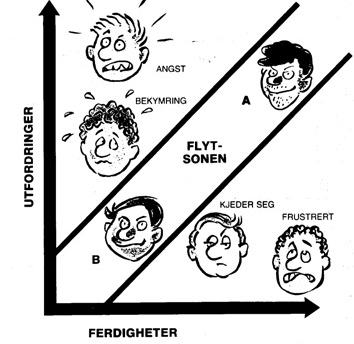 ANGST
BEKYMRING
A
FLYT-
SONEN
UTFORDRINGER
KJEDER SEG
FRUSTRERT
B
FERDIGHETER